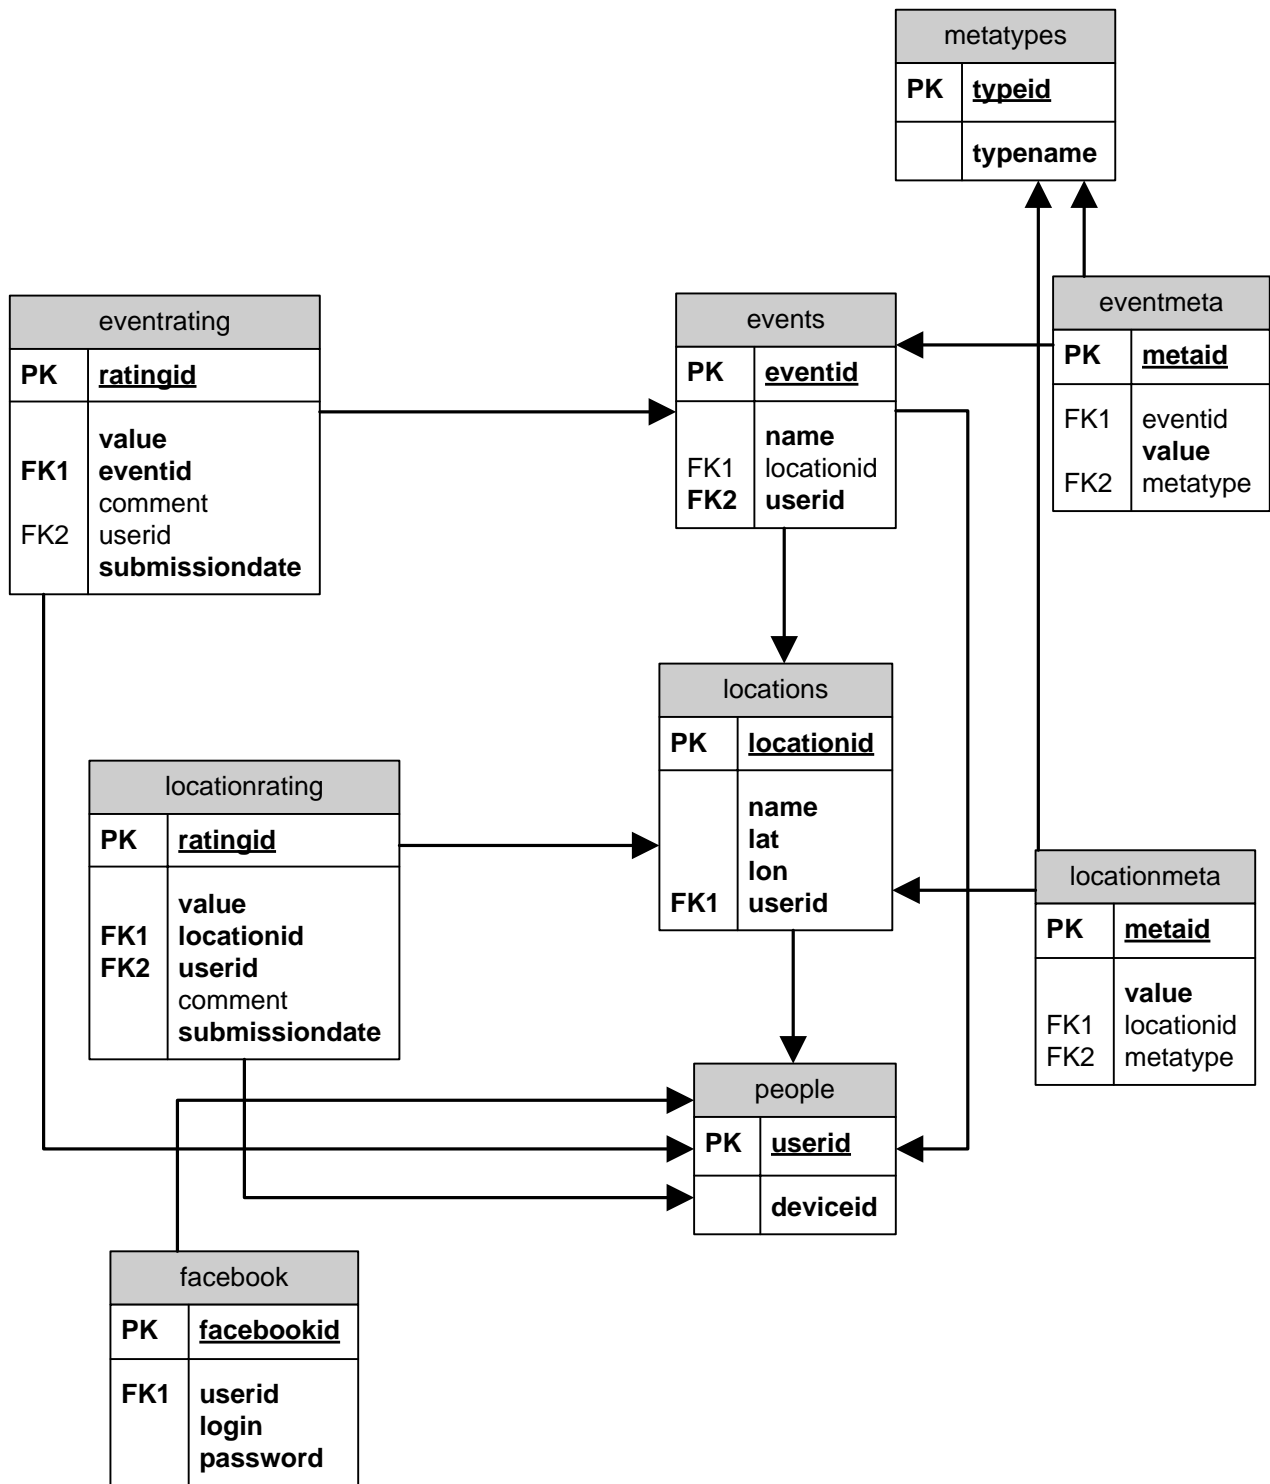 metatypes
PK typeid
typename
eventrating
PK ratingid
value
FK1 eventid
comment
FK2 userid
submissiondate
events
PK eventid
name
FK1 locationid
FK2 userid
eventmeta
PK metaid
FK1 eventid
value
FK2 metatype
locations
PK locationid
name
lat
lon
FK1 userid
locationrating
PK ratingid
value
FK1 locationid
FK2 userid
comment
submissiondate
locationmeta
PK metaid
value
FK1 locationid
FK2 metatype
people
PK userid
deviceid
facebook
PK facebookid
FK1 userid
login
password